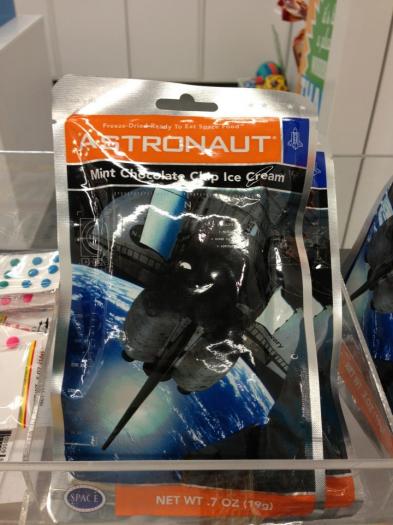 Freeze-Dried Ready To Eat Space Food
ASTRONAUT
Mint Chocolate Chip Ice Cream
SPACE
NET WT .7 OZ (19g)